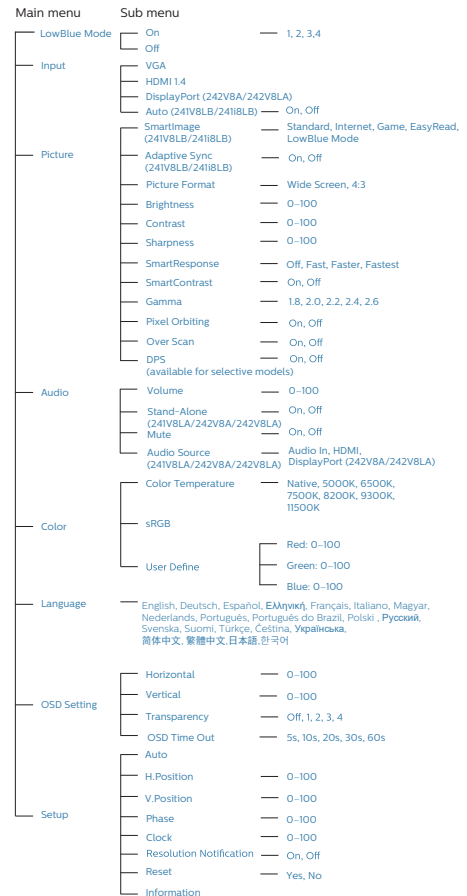 Main menu Sub menu
LowBlue Mode On 1, 2, 3,4
Off
Input VGA
HDMI 1.4
DisplayPort (242V8A/242V8LA)
Auto (241V8LB/241i8LB) On, Off
Picture SmartImage Standard, Internet, Game, EasyRead,
(241V8LB/241i8LB) LowBlue Mode
Adaptive Sync On, Off
(241V8LB/241i8LB)
Picture Format Wide Screen, 4:3
Brightness 0-100
Contrast 0-100
Sharpness 0-100
SmartResponse Off, Fast, Faster, Fastest
SmartContrast On, Off
Gamma 1.8, 2.0, 2.2, 2.4, 2.6
Pixel Orbiting On, Off
Over Scan On, Off
DPS On, Off
(available for selective models)
Audio Volume 0-100
Stand-Alone On, Off
(241V8LA/242V8A/242V8LA)
Mute On, Off
Audio Source Audio In, HDMI,
(241V8LA/242V8A/242V8LA) DisplayPort (242V8A/242V8LA)
Color Color Temperature Native, 5000K, 6500K,
7500K, 8200K, 9300K,
11500K
sRGB
User Define Red: 0-100
Green: 0-100
Blue: 0-100
Language English, Deutsch, Español, Ελληνική, Français, Italiano, Magyar,
Nederlands, Português, Português do Brazil, Polski , Русский,
Svenska, Suomi, Türkçe, Čeština, Українська,
简体中文, 繁體中文,日本語,한국어
OSD Setting Horizontal 0-100
Vertical 0-100
Transparency Off, 1, 2, 3, 4
OSD Time Out 5s, 10s, 20s, 30s, 60s
Setup Auto
H.Position 0-100
V.Position 0-100
Phase 0-100
Clock 0-100
Resolution Notification On, Off
Reset Yes, No
Information